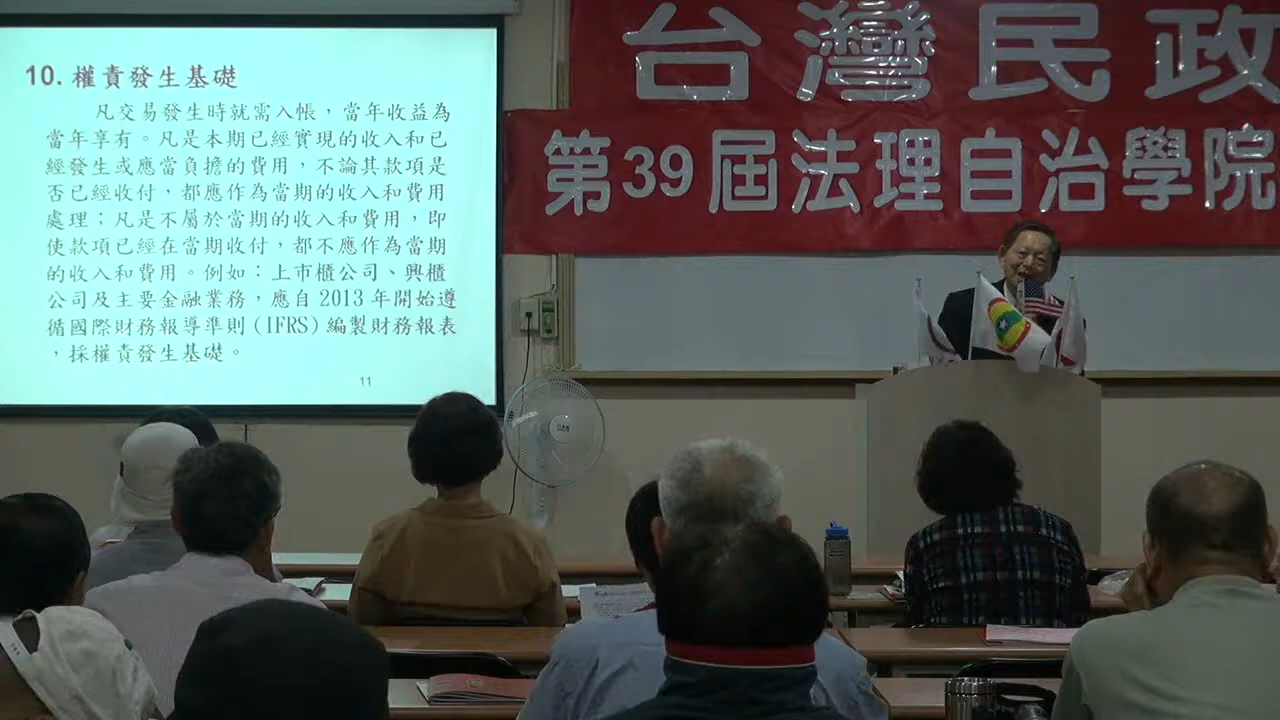 台灣民政
第39屆法理自治學院
10. 權責發生基礎
凡交易發生時就需入帳，當年收益為
當年享有。凡是本期已經實現的收入和已
經發生或應當負擔的費用，不論其款項是
否已經收付，都應作為當期的收入和費用
處理；凡是不屬於當期的收入和費用，即
使款項已經在當期收付，都不應作為當期
的收入和費用。例如：上市櫃公司、興櫃
公司及主要金融業務，應自2013年開始遵
循國際財務報導準則(IFRS)編製財務報表
，採權責發生基礎。
11